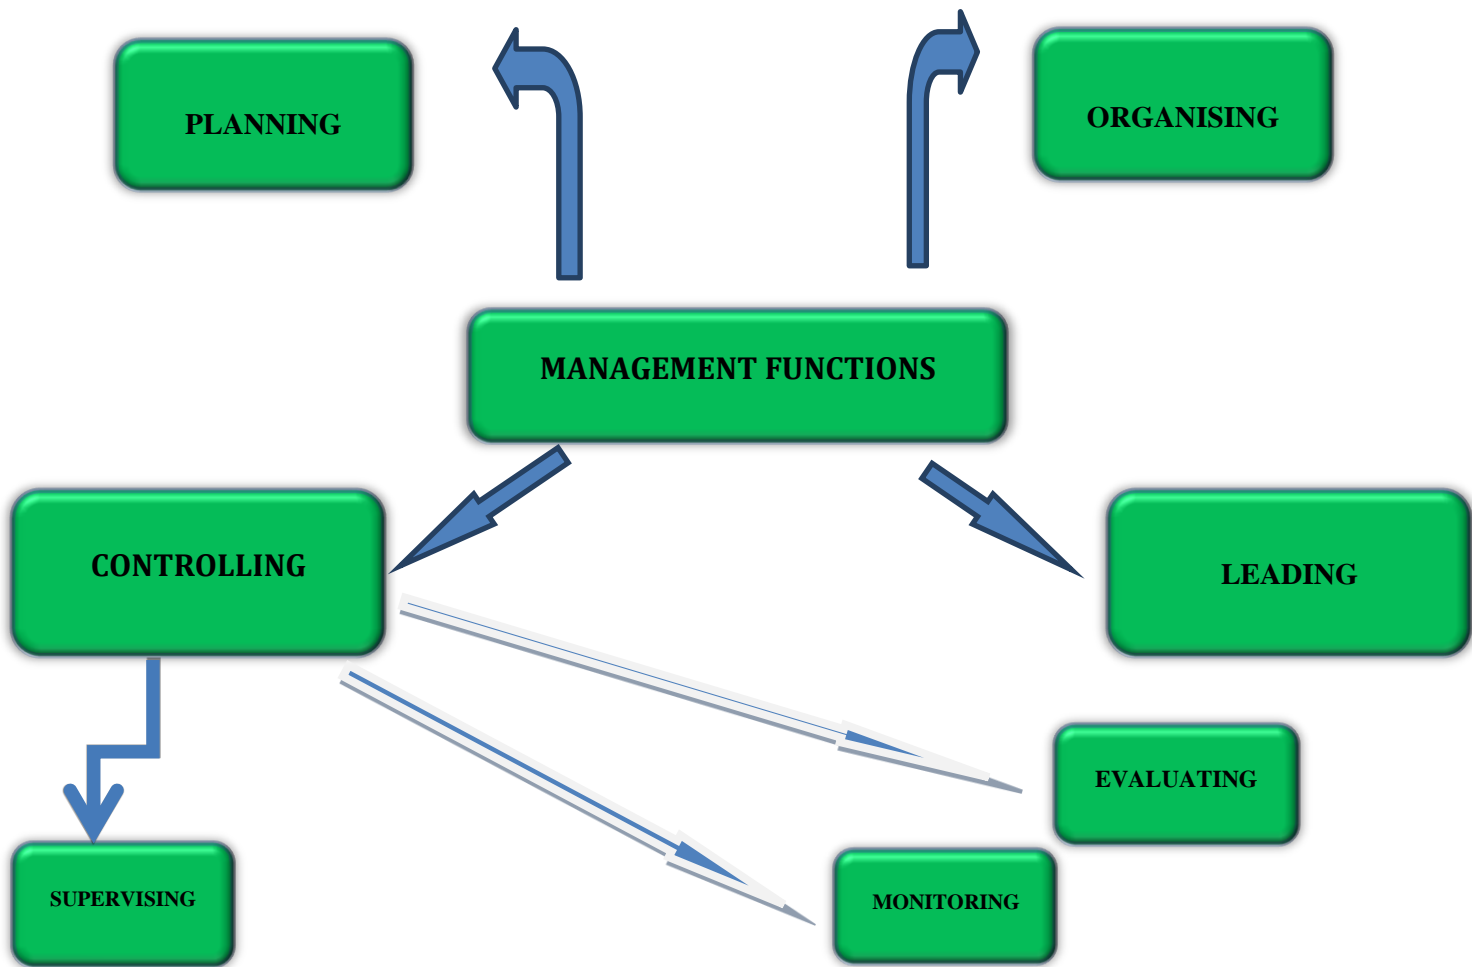 PLANNING
ORGANISING
MANAGEMENT FUNCTIONS
CONTROLLING
LEADING
EVALUATING
SUPERVISING
MONITORING